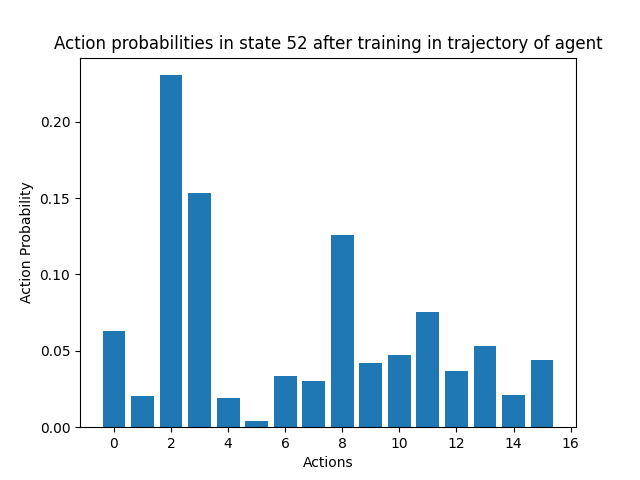 Action probabilities in state 52 after training in trajectory of agent
Action Probability
0.20
0.15
0.10
0.05
0.00
0 2 4 6 8 10 12 14 16
Actions